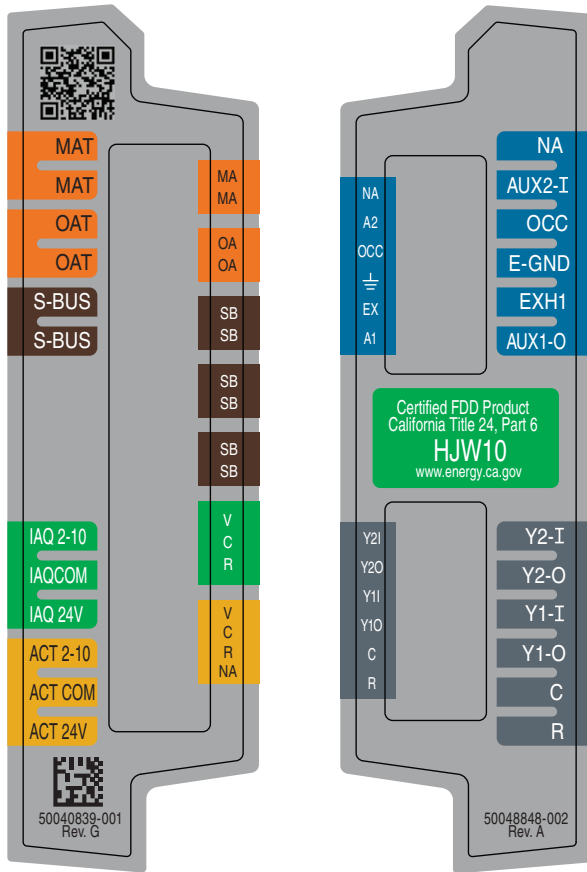 MAT
MAT
OAT
OAT
S-BUS
S-BUS
IAQ 2-10
IAQCOM
IAQ 24V
ACT 2-10
ACT COM
ACT 24V
50040839-001
Rev. G
MA
MA
OA
OA
SB
SB
SB
SB
SB
SB
V
C
R
V
C
R
NA
NA
A2
OCC
EX
A1
NA
AUX2-I
OCC
E-GND
EXH1
AUX1-O
Certified FDD Product
California Title 24, Part 6
HJW10
www.energy.ca.gov
Y2I
Y2O
Y1I
Y1O
C
R
Y2-I
Y2-O
Y1-I
Y1-O
C
R
50048848-002
Rev. A